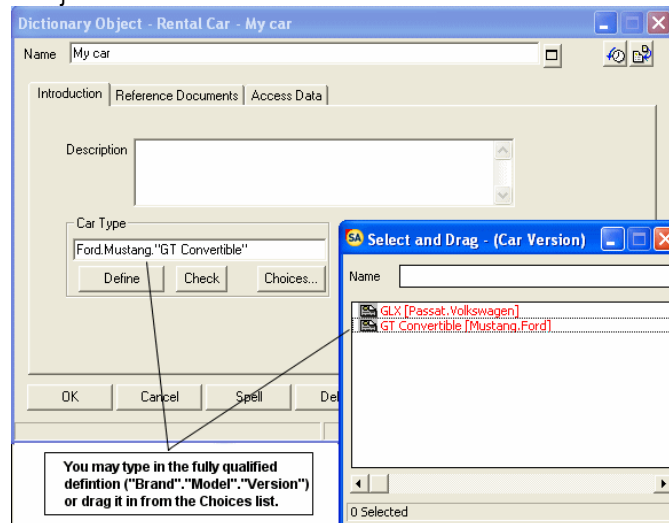 Dictionary Object - Rental Car - My car
Name My car
Introduction Reference Documents Access Data
Description
Car Type
Ford.Mustang."GT Convertible"
Define Check Choices...
OK Cancel Spell
SA Select and Drag - (Car Version)
Name
GLX [Passat.Volkswagen]
GT Convertible [Mustang.Ford]
0 Selected
You may type in the fully qualified
defintion ("Brand"."Model"."Version")
or drag it in from the Choices list.